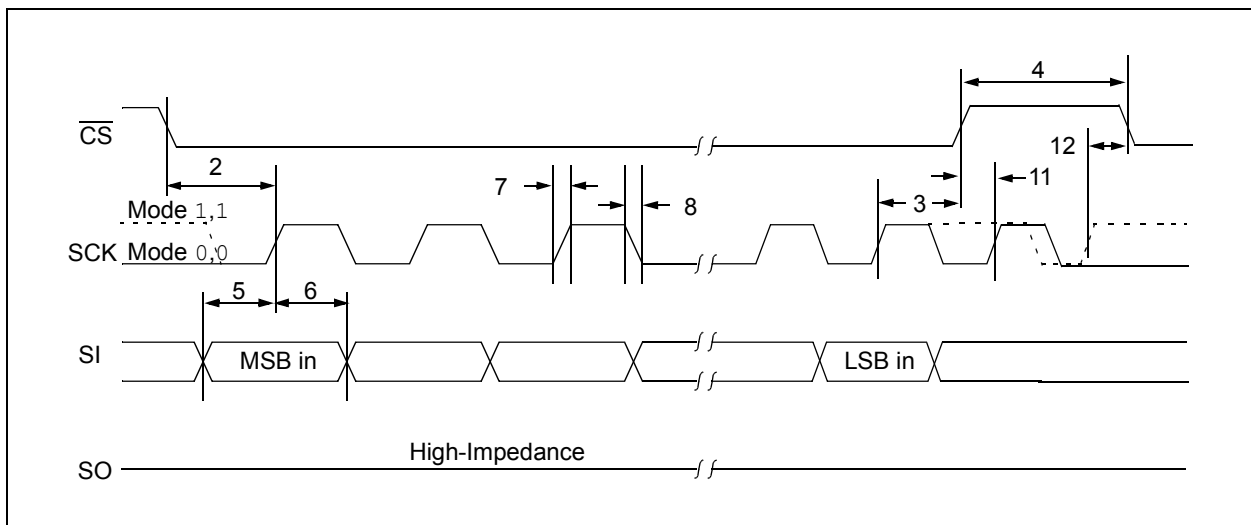 4
CS
12
2
11
7
8
3
Mode 1,1
SCK Mode 0,0
5
6
SI
MSB in
LSB in
High-Impedance
SO